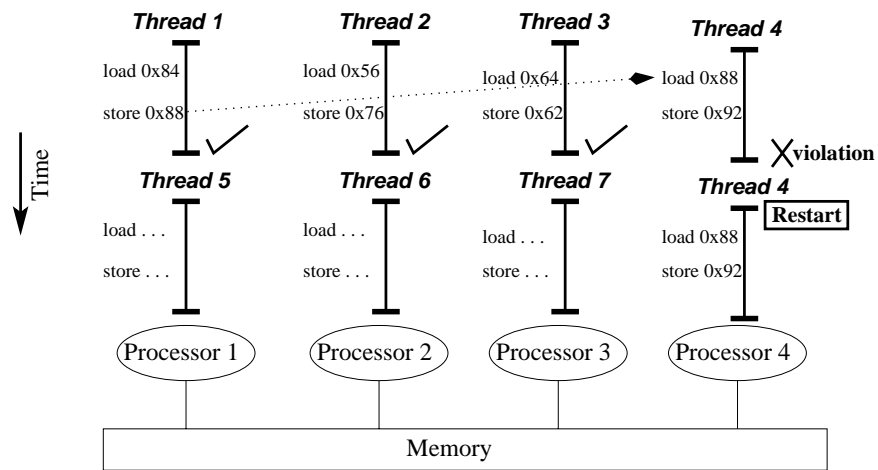 Thread 1 Thread 2 Thread 3 Thread 4
load 0x84 load 0x56 load 0x64 load 0x88
store 0x88 store 0x76 store 0x62 store 0x92
Time
violation
Thread 5 Thread 6 Thread 7 Thread 4
Restart
load . . . load . . . load . . . load 0x88
store . . . store . . . store . . . store 0x92
Processor 1 Processor 2 Processor 3 Processor 4
Memory